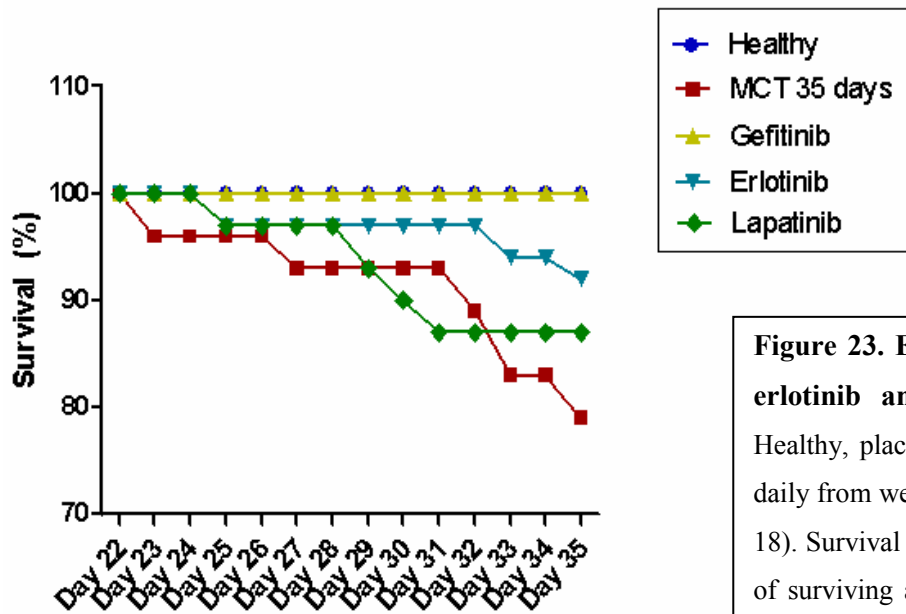 Healthy
MCT 35 days
Gefitinib
Erlotinib
Lapatinib
110
100
90
80
70
Survival (%)
Day 22
Day 23
Day 24
Day 25
Day 26
Day 27
Day 28
Day 29
Day 30
Day 31
Day 32
Day 33
Day 34
Day 35
Figure 23. E
erlotinib an
Healthy, plac
daily from we
18). Survival
of surviving a